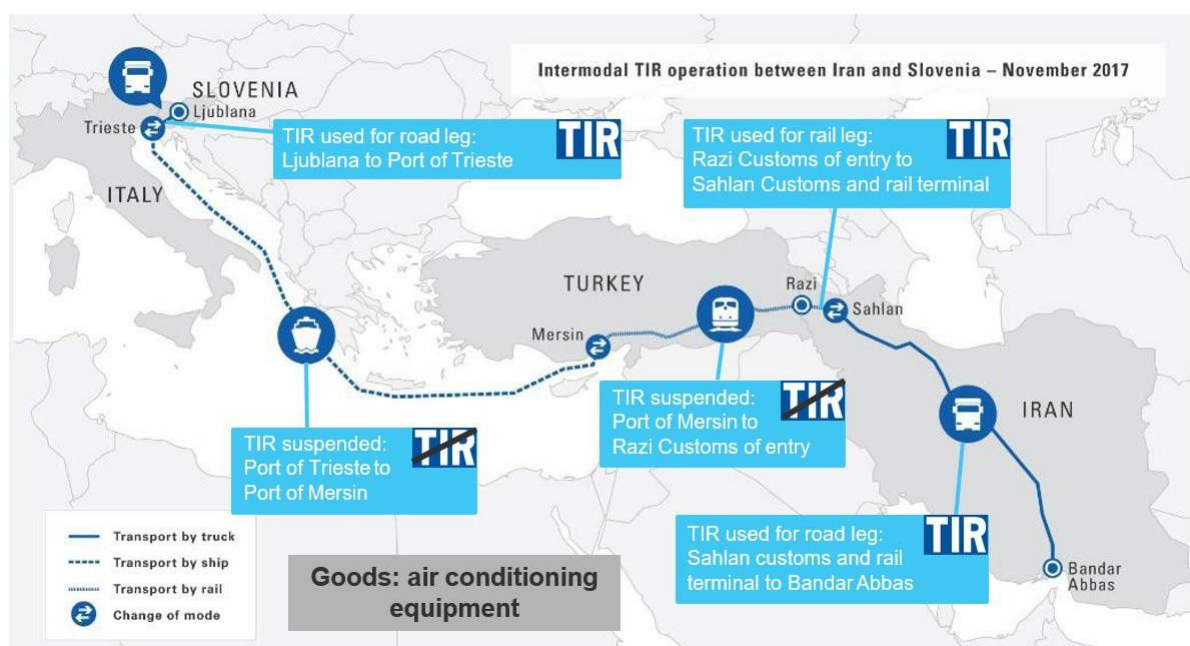 Intermodal TIR operation between Iran and Slovenia – November 2017
SLOVENIA
Ljublana
Trieste
TIR used for road leg:
Ljublana to Port of Trieste
TIR
TIR used for rail leg:
Razi Customs of entry to
Sahlan Customs and rail terminal
TIR
ITALY
TURKEY
Razi
Sahlan
Mersin
TIR suspended:
Port of Mersin to
Razi Customs of entry
TIR
IRAN
TIR suspended:
Port of Trieste to
Port of Mersin
TIR
TIR used for road leg:
Sahlan customs and rail
terminal to Bandar Abbas
TIR
Bandar
Abbas
Transport by truck
Transport by ship
Transport by rail
Change of mode
Goods: air conditioning
equipment